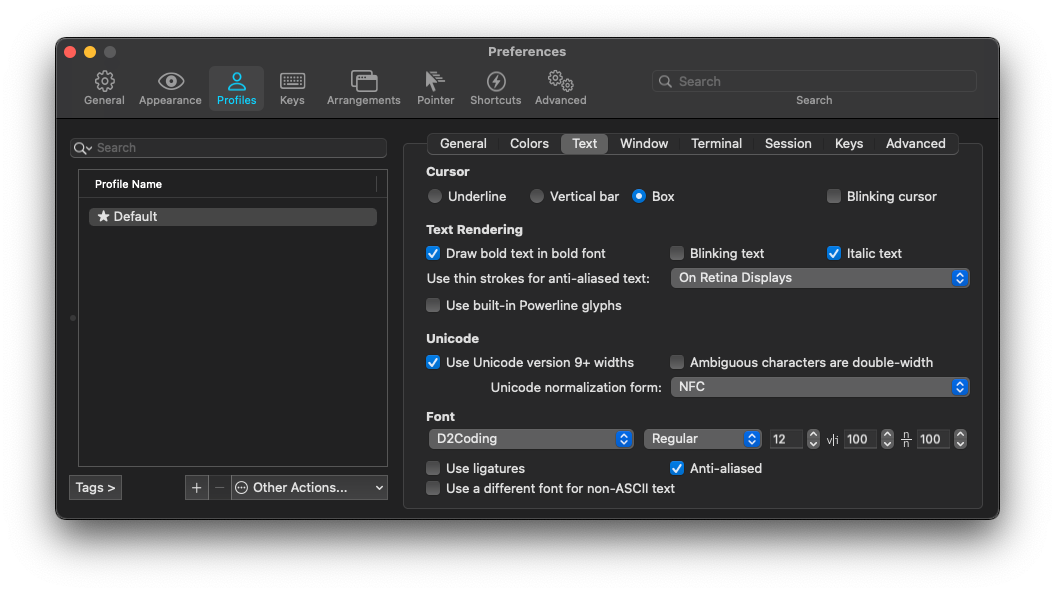 Preferences
General Appearance Profiles Keys Arrangements Pointer Shortcuts Advanced
Search
Search
Search
Profile Name
Default
Tags >
+ − Other Actions...
General Colors Text Window Terminal Session Keys Advanced
Cursor
Underline Vertical bar Box Blinking cursor
Text Rendering
Draw bold text in bold font Blinking text Italic text
Use thin strokes for anti-aliased text: On Retina Displays
Use built-in Powerline glyphs
Unicode
Use Unicode version 9+ widths Ambiguous characters are double-width
Unicode normalization form: NFC
Font
D2Coding Regular 12 v|i 100 n/n 100
Use ligatures Anti-aliased
Use a different font for non-ASCII text